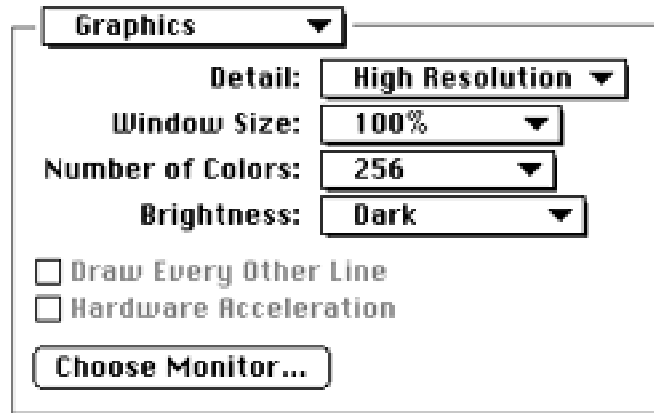 Graphics
Detail: High Resolution
Window Size: 100%
Number of Colors: 256
Brightness: Dark
Draw Every Other Line
Hardware Acceleration
Choose Monitor...